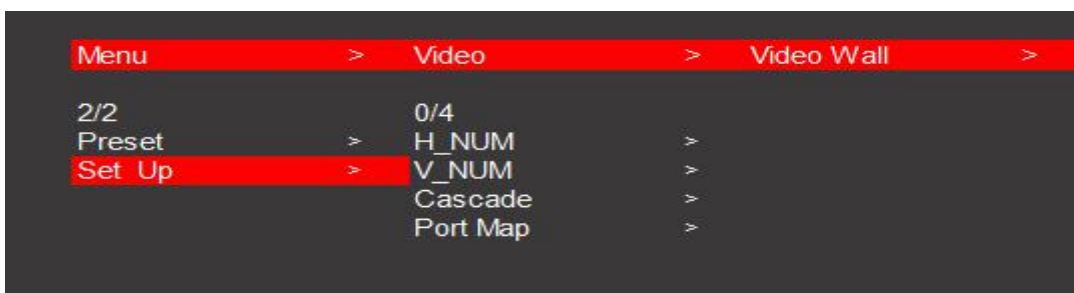 Menu > Video > Video Wall >
2/2 0/4
Preset > H_NUM >
Set Up > V_NUM >
Cascade >
Port Map >